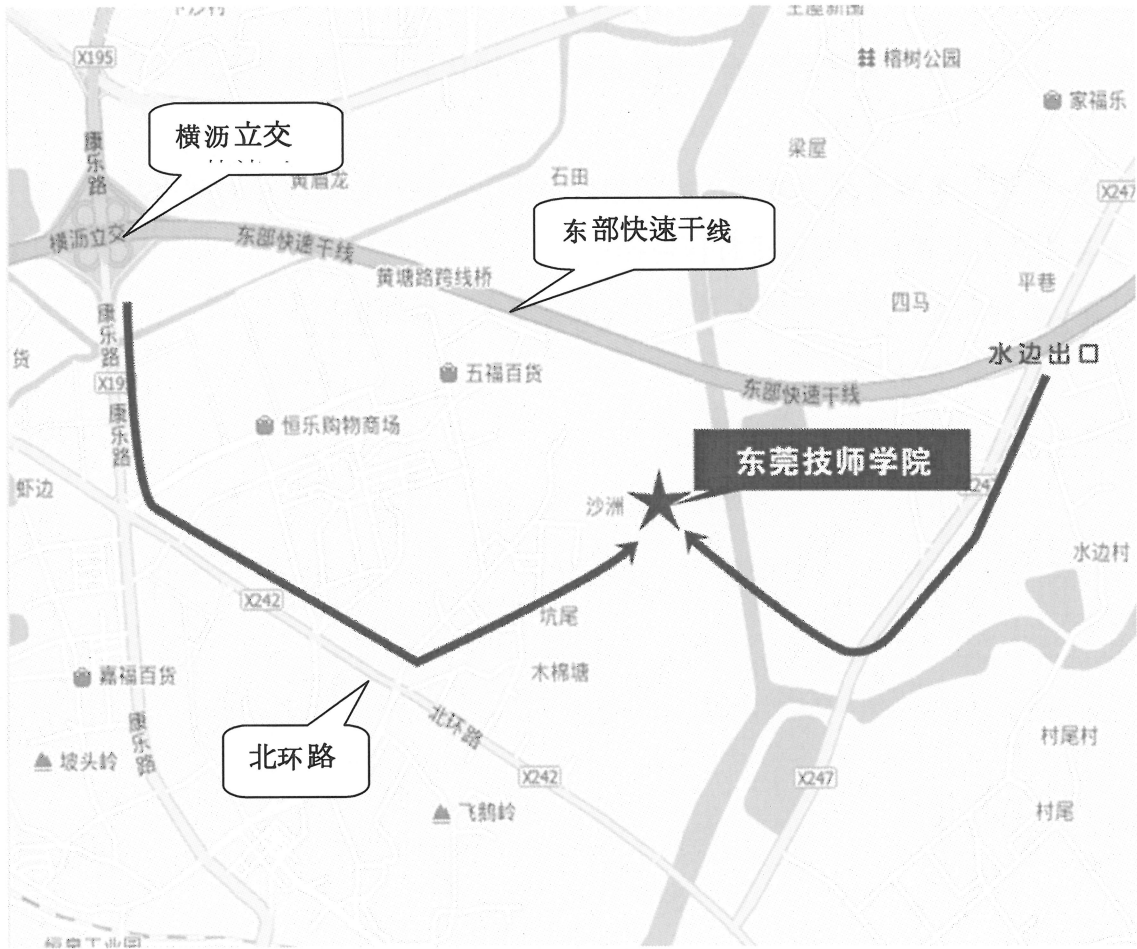 X195
榕树公园
家福乐
康乐路
横沥立交
梁屋
黄眉龙
石田
X247
横沥立交
东部快速干线
东部快速干线
黄塘路跨线桥
平巷
四马
康乐路
水边出口
货
五福百货
东部快速干线
康乐路
恒乐购物商场
东莞技师学院
虾边
沙洲
水边村
X242
坑尾
嘉福百货
木棉塘
康乐路
北环路
村尾村
北环路
坡头岭
X242
X247
飞鹅岭
村尾